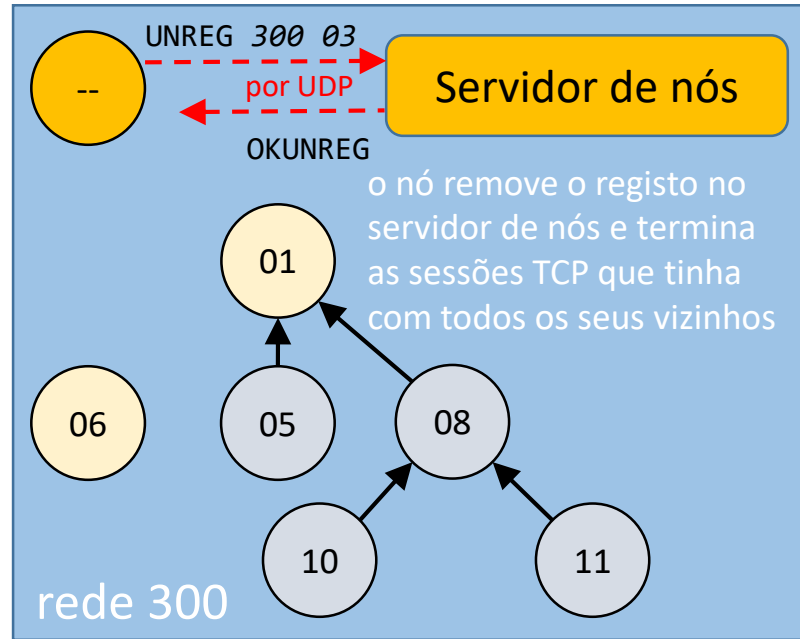 UNREG 300 03
--
por UDP
Servidor de nós
OKUNREG
o nó remove o registo no
servidor de nós e termina
as sessões TCP que tinha
com todos os seus vizinhos
01
06
05
08
10
11
rede 300